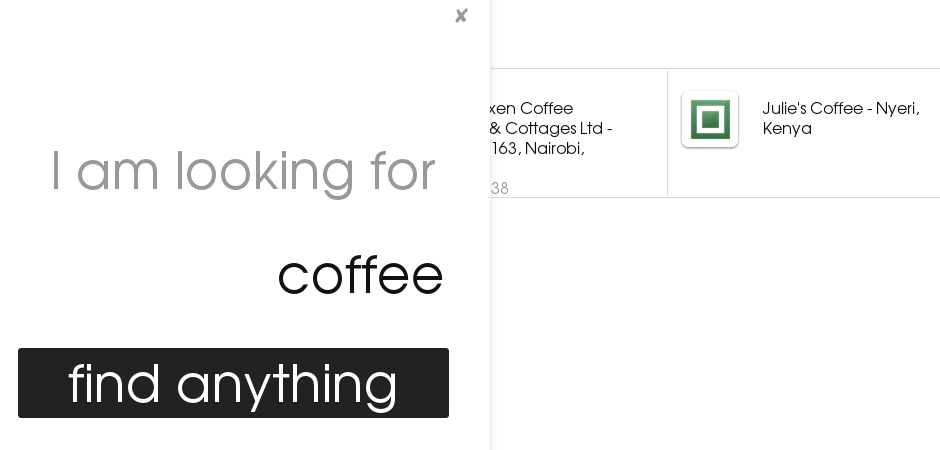 I am looking for
coffee
find anything
xen Coffee
& Cottages Ltd -
163, Nairobi,
38
Julie's Coffee - Nyeri,
Kenya